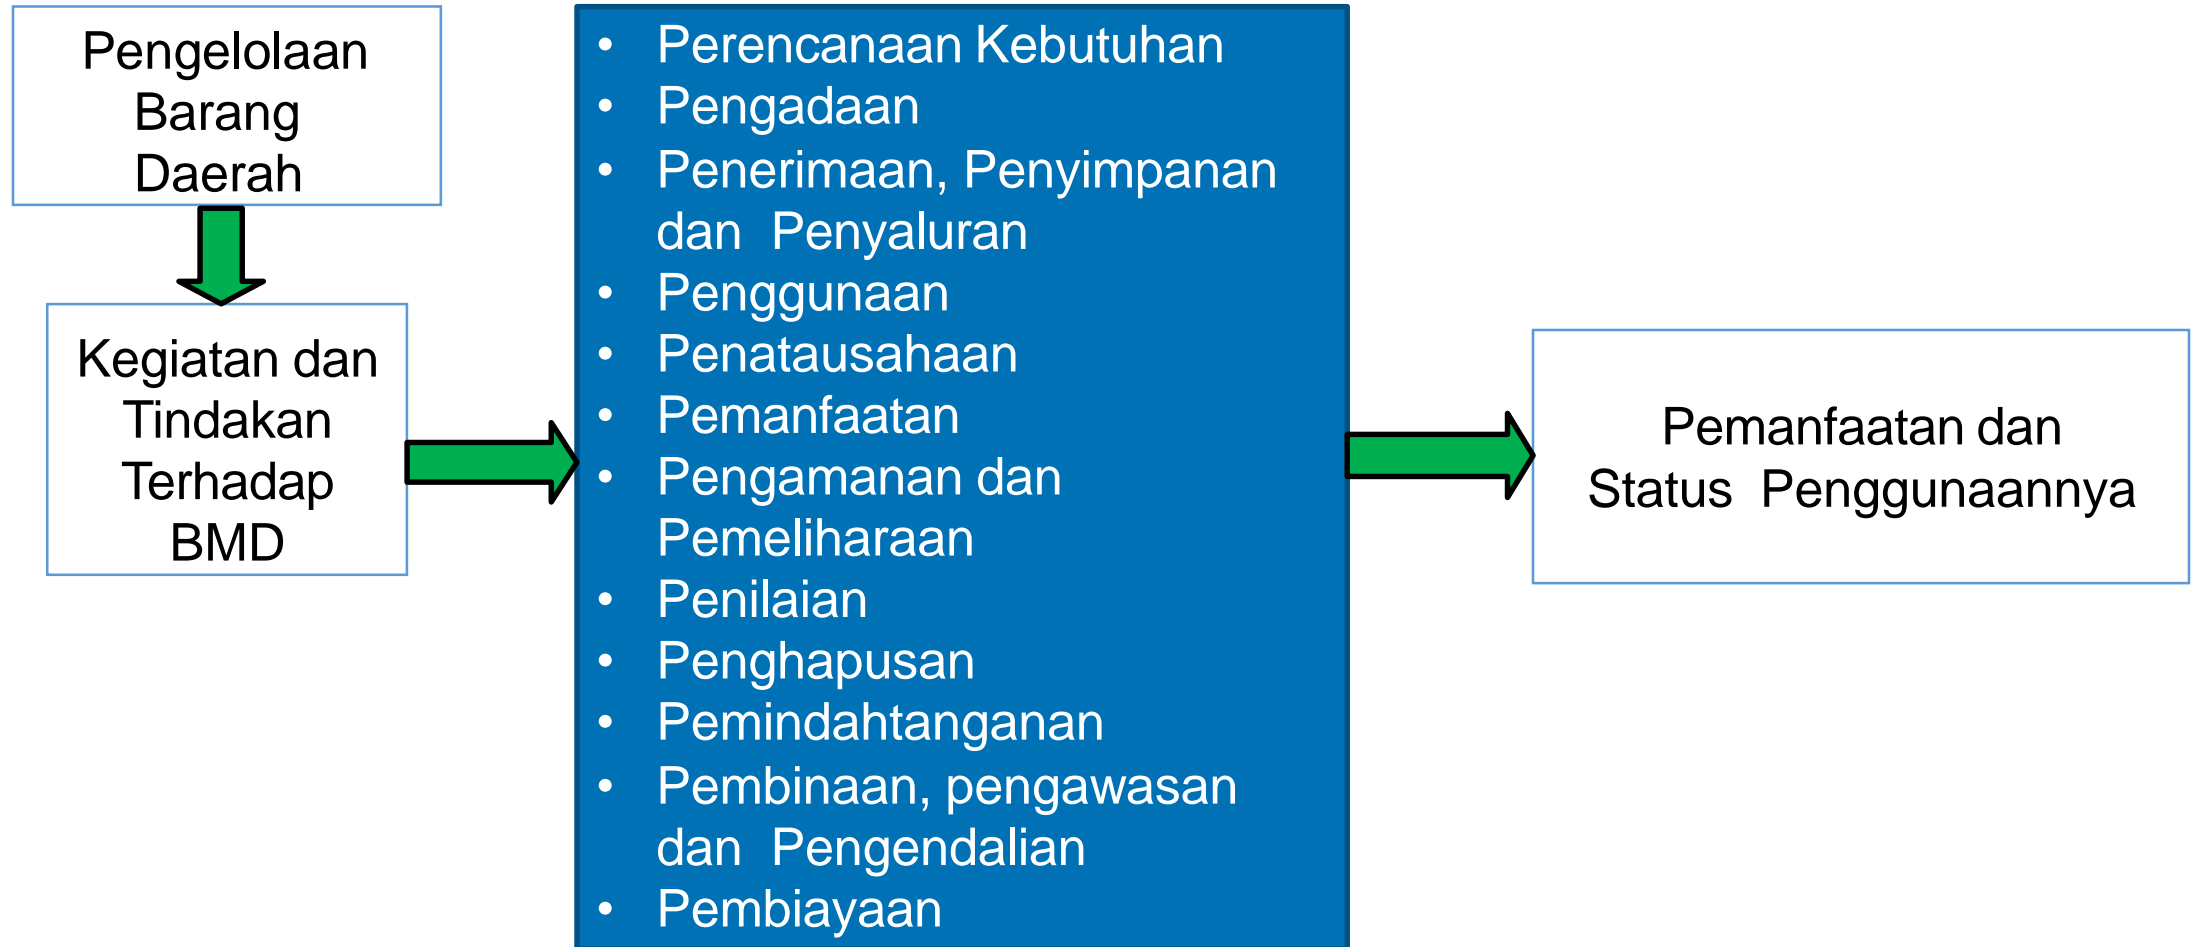 Pengelolaan
Barang
Daerah
Kegiatan dan
Tindakan
Terhadap
BMD
• Perencanaan Kebutuhan
• Pengadaan
• Penerimaan, Penyimpanan
dan Penyaluran
• Penggunaan
• Penatausahaan
• Pemanfaatan
• Pengamanan dan
Pemeliharaan
• Penilaian
• Penghapusan
• Pemindahtanganan
• Pembinaan, pengawasan
dan Pengendalian
• Pembiayaan
Pemanfaatan dan
Status Penggunaannya